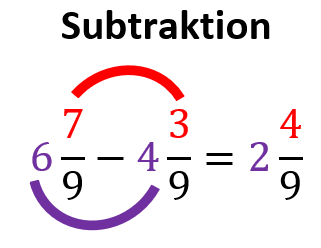 Subtraktion
6 7/9 − 4 3/9 = 2 4/9